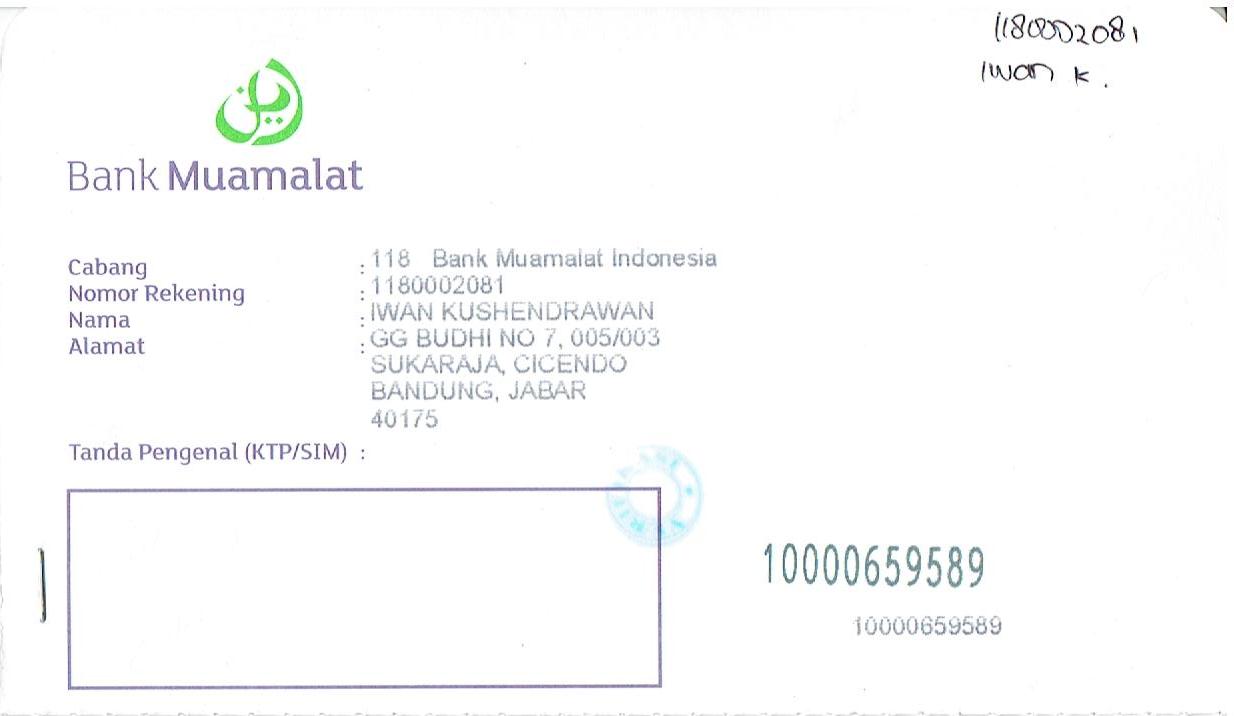 1180002081
Iwan K.
Bank Muamalat
Cabang : 118 Bank Muamalat Indonesia
Nomor Rekening : 1180002081
Nama : IWAN KUSHENDRAWAN
Alamat : GG BUDHI NO 7, 005/003
SUKARAJA, CICENDO
BANDUNG, JABAR
40175
Tanda Pengenal (KTP/SIM) :
10000659589
10000659589